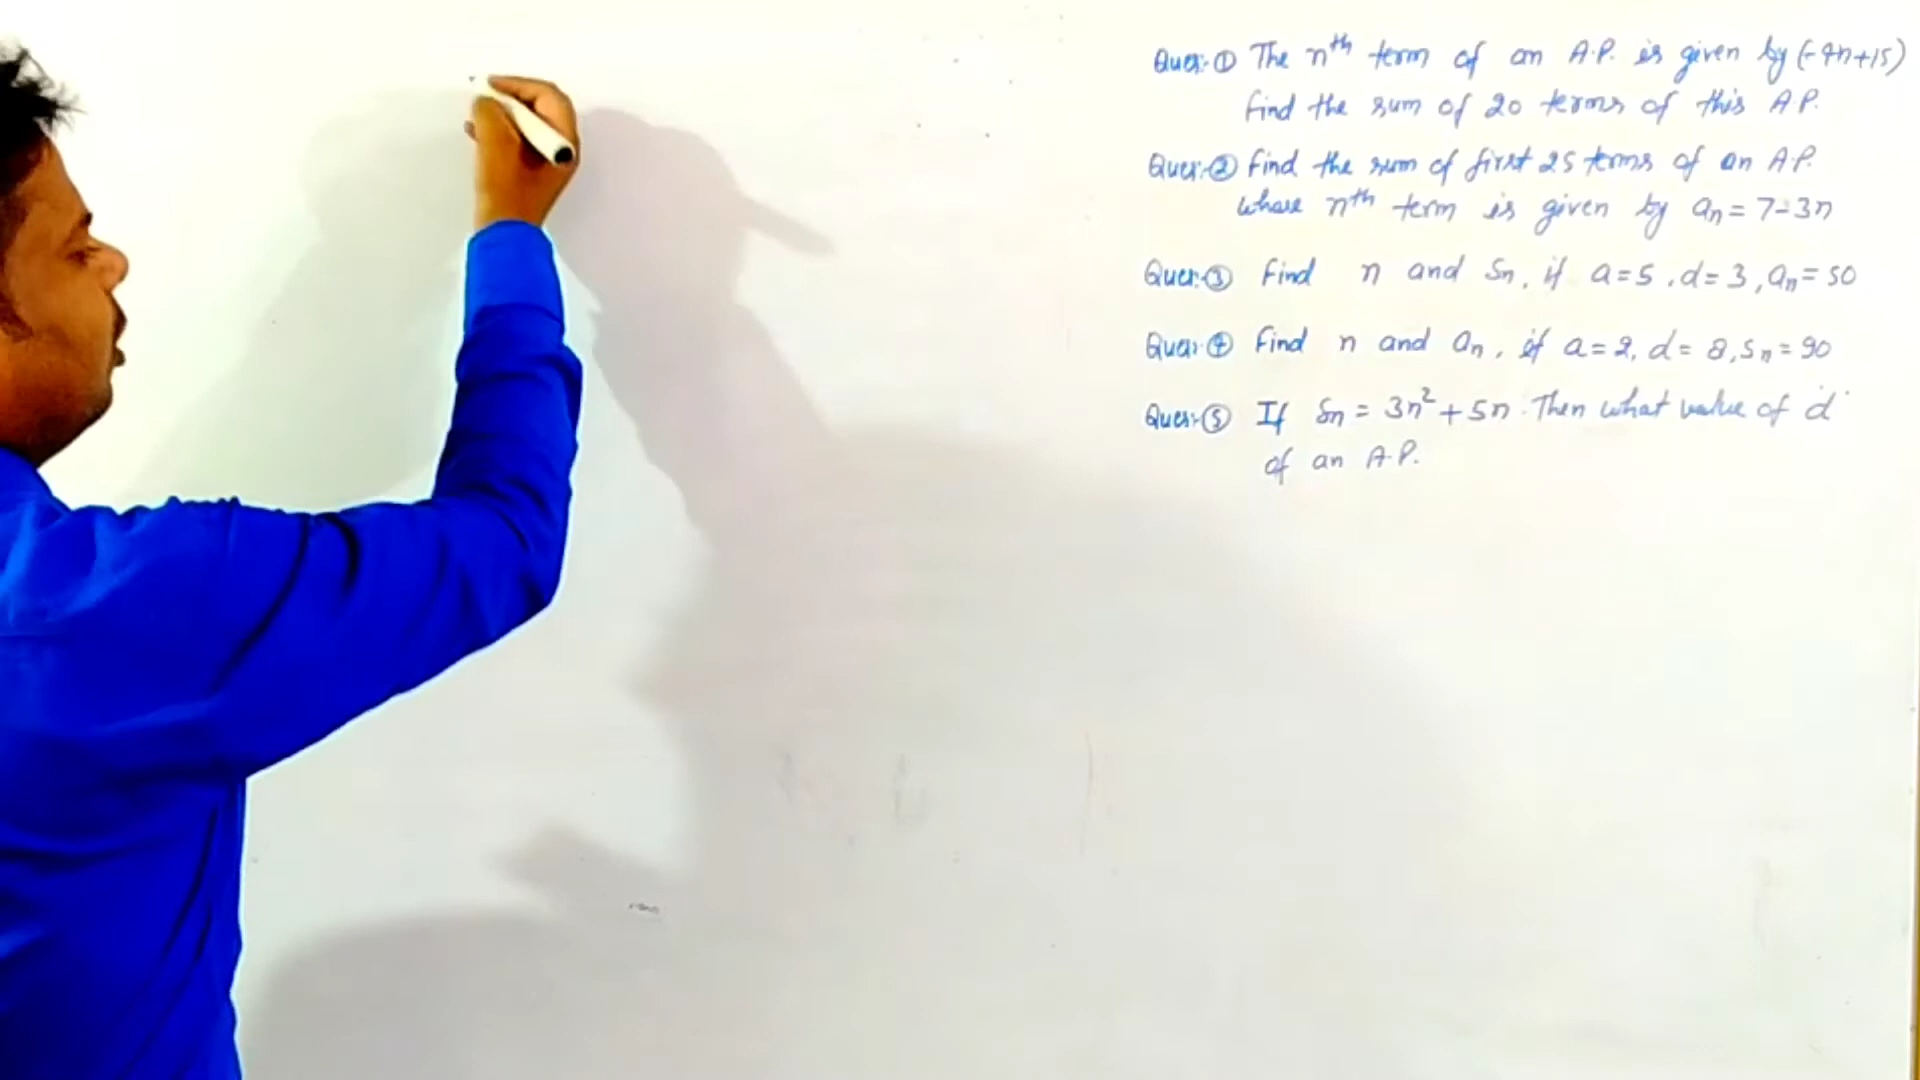 Ques:-① The nth term of an A.P. is given by (-4n+15)
find the sum of 20 terms of this A.P.
Ques:-② find the sum of first 25 terms of an A.P.
whose nth term is given by an = 7-3n
Ques:-③ find n and Sn, if a=5, d=3, an=50
Ques:-④ find n and an, if a=2, d=8, Sn=90
Ques:-⑤ If Sn = 3n²+5n. Then what value of 'd'
of an A.P.